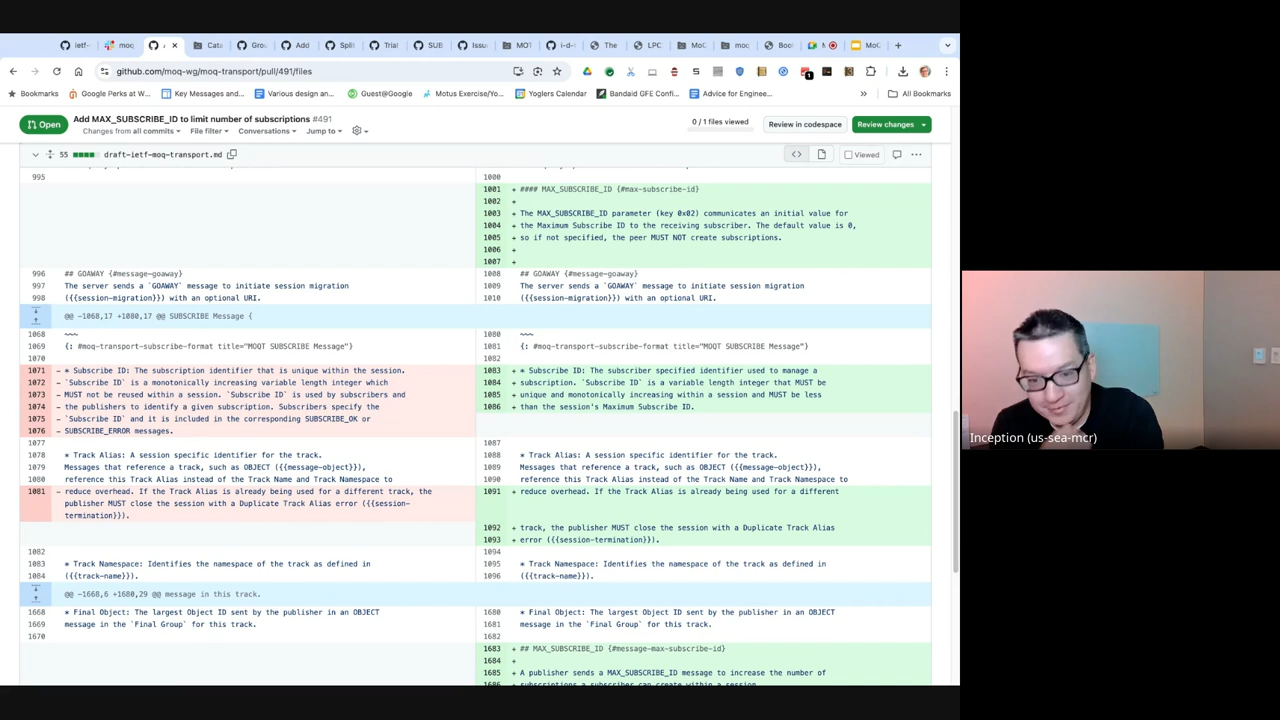 ietf-
moq
Cata
Gro
Add
Split
Trial
SUE
Issu
MOT
i-d-s
The
LPC
MoC
moq
Boo
M
MoC
github.com/moq-wg/moq-transport/pull/491/files
Bookmarks
Google Perks at W...
Key Messages and...
Various design an...
Guest@Google
Motus Exercise/Yo...
Yoglers Calendar
Bandaid GFE Confi...
Advice for Enginee...
»
All Bookmarks
Open
Add MAX_SUBSCRIBE_ID to limit number of subscriptions #491
Changes from all commits
File filter
Conversations
Jump to
0 / 1 files viewed
Review in codespace
Review changes
55
draft-ietf-moq-transport.md
Viewed
995
1000
1001 + #### MAX_SUBSCRIBE_ID {#max-subscribe-id}
1002 +
1003 + The MAX_SUBSCRIBE_ID parameter (key 0x02) communicates an initial value for
1004 + the Maximum Subscribe ID to the receiving subscriber. The default value is 0,
1005 + so if not specified, the peer MUST NOT create subscriptions.
1006 +
1007 +
996 ## GOAWAY {#message-goaway}
1008 ## GOAWAY {#message-goaway}
997 The server sends a `GOAWAY` message to initiate session migration
1009 The server sends a `GOAWAY` message to initiate session migration
998 ({{session-migration}}) with an optional URI.
1010 ({{session-migration}}) with an optional URI.
@@ -1068,17 +1080,17 @@ SUBSCRIBE Message {
1068 ~~~
1080 ~~~
1069 {: #moq-transport-subscribe-format title="MOQT SUBSCRIBE Message"}
1081 {: #moq-transport-subscribe-format title="MOQT SUBSCRIBE Message"}
1070
1082
1071 - * Subscribe ID: The subscription identifier that is unique within the session.
1072 - `Subscribe ID` is a monotonically increasing variable length integer which
1073 - MUST not be reused within a session. `Subscribe ID` is used by subscribers and
1074 - the publishers to identify a given subscription. Subscribers specify the
1075 - `Subscribe ID` and it is included in the corresponding SUBSCRIBE_OK or
1076 - SUBSCRIBE_ERROR messages.
1083 + * Subscribe ID: The subscriber specified identifier used to manage a
1084 + subscription. `Subscribe ID` is a variable length integer that MUST be
1085 + unique and monotonically increasing within a session and MUST be less
1086 + than the session's Maximum Subscribe ID.
1077
1087
1078 * Track Alias: A session specific identifier for the track.
1088 * Track Alias: A session specific identifier for the track.
1079 Messages that reference a track, such as OBJECT ({{message-object}}),
1089 Messages that reference a track, such as OBJECT ({{message-object}}),
1080 reference this Track Alias instead of the Track Name and Track Namespace to
1090 reference this Track Alias instead of the Track Name and Track Namespace to
1081 - reduce overhead. If the Track Alias is already being used for a different track, the
publisher MUST close the session with a Duplicate Track Alias error ({{session-
termination}}).
1091 + reduce overhead. If the Track Alias is already being used for a different
1092 + track, the publisher MUST close the session with a Duplicate Track Alias
1093 + error ({{session-termination}}).
1082
1094
1083 * Track Namespace: Identifies the namespace of the track as defined in
1095 * Track Namespace: Identifies the namespace of the track as defined in
1084 ({{track-name}}).
1096 ({{track-name}}).
@@ -1668,6 +1680,29 @@ message in this track.
1668 * Final Object: The largest Object ID sent by the publisher in an OBJECT
1680 * Final Object: The largest Object ID sent by the publisher in an OBJECT
1669 message in the `Final Group` for this track.
1681 message in the `Final Group` for this track.
1670
1682
1683 + ## MAX_SUBSCRIBE_ID {#message-max-subscribe-id}
1684 +
1685 + A publisher sends a MAX_SUBSCRIBE_ID message to increase the number of
1686 + subscriptions a subscriber can create within a session.
Inception (us-sea-mcr)